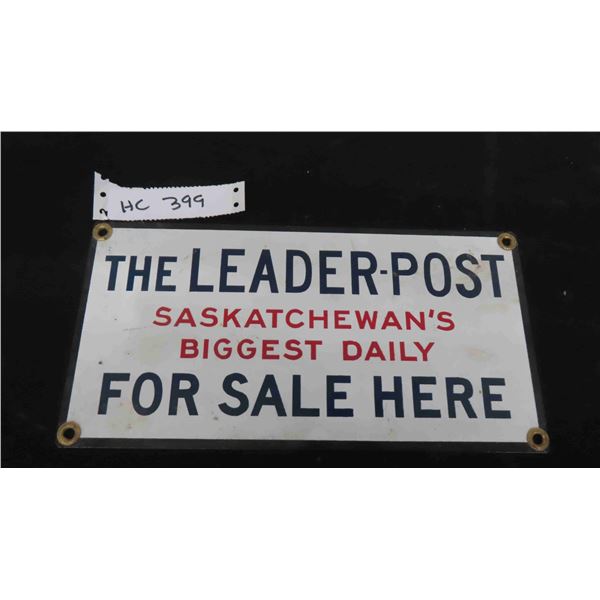 HC 399
THE LEADER-POST
SASKATCHEWAN'S
BIGGEST DAILY
FOR SALE HERE